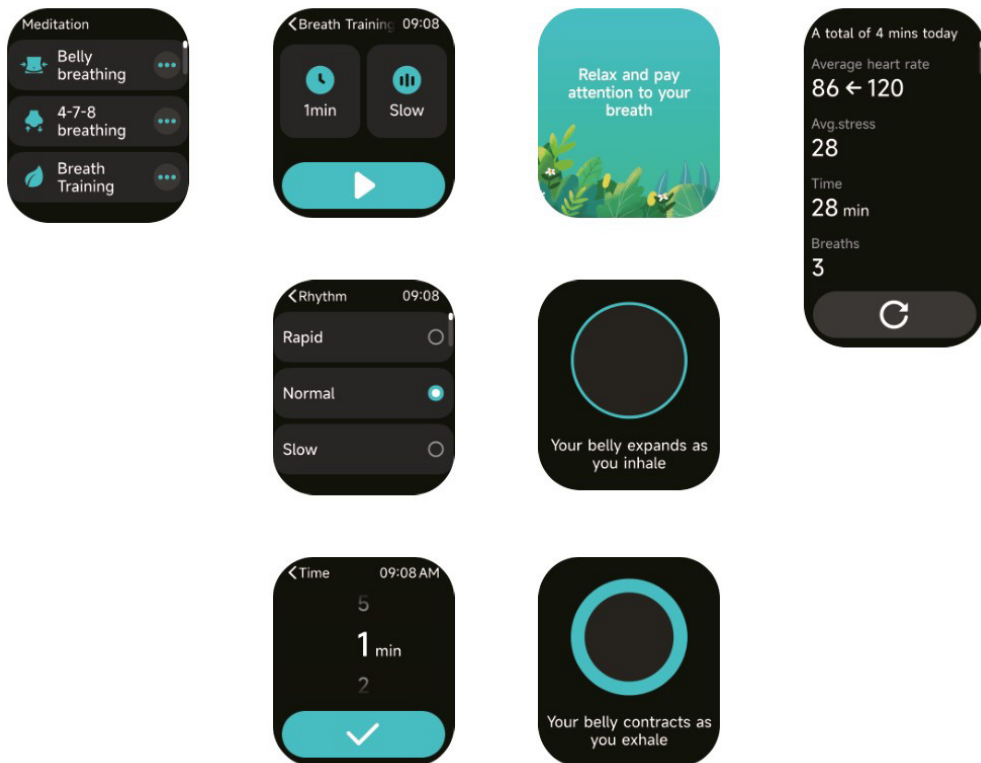 Meditation
Belly
breathing
4-7-8
breathing
Breath
Training
Breath Training 09:08
1min
Slow
Relax and pay
attention to your
breath
A total of 4 mins today
Average heart rate
86 ← 120
Avg.stress
28
Time
28 min
Breaths
3
Rhythm 09:08
Rapid
Normal
Slow
Your belly expands as
you inhale
Time 09:08 AM
5
1 min
2
Your belly contracts as
you exhale